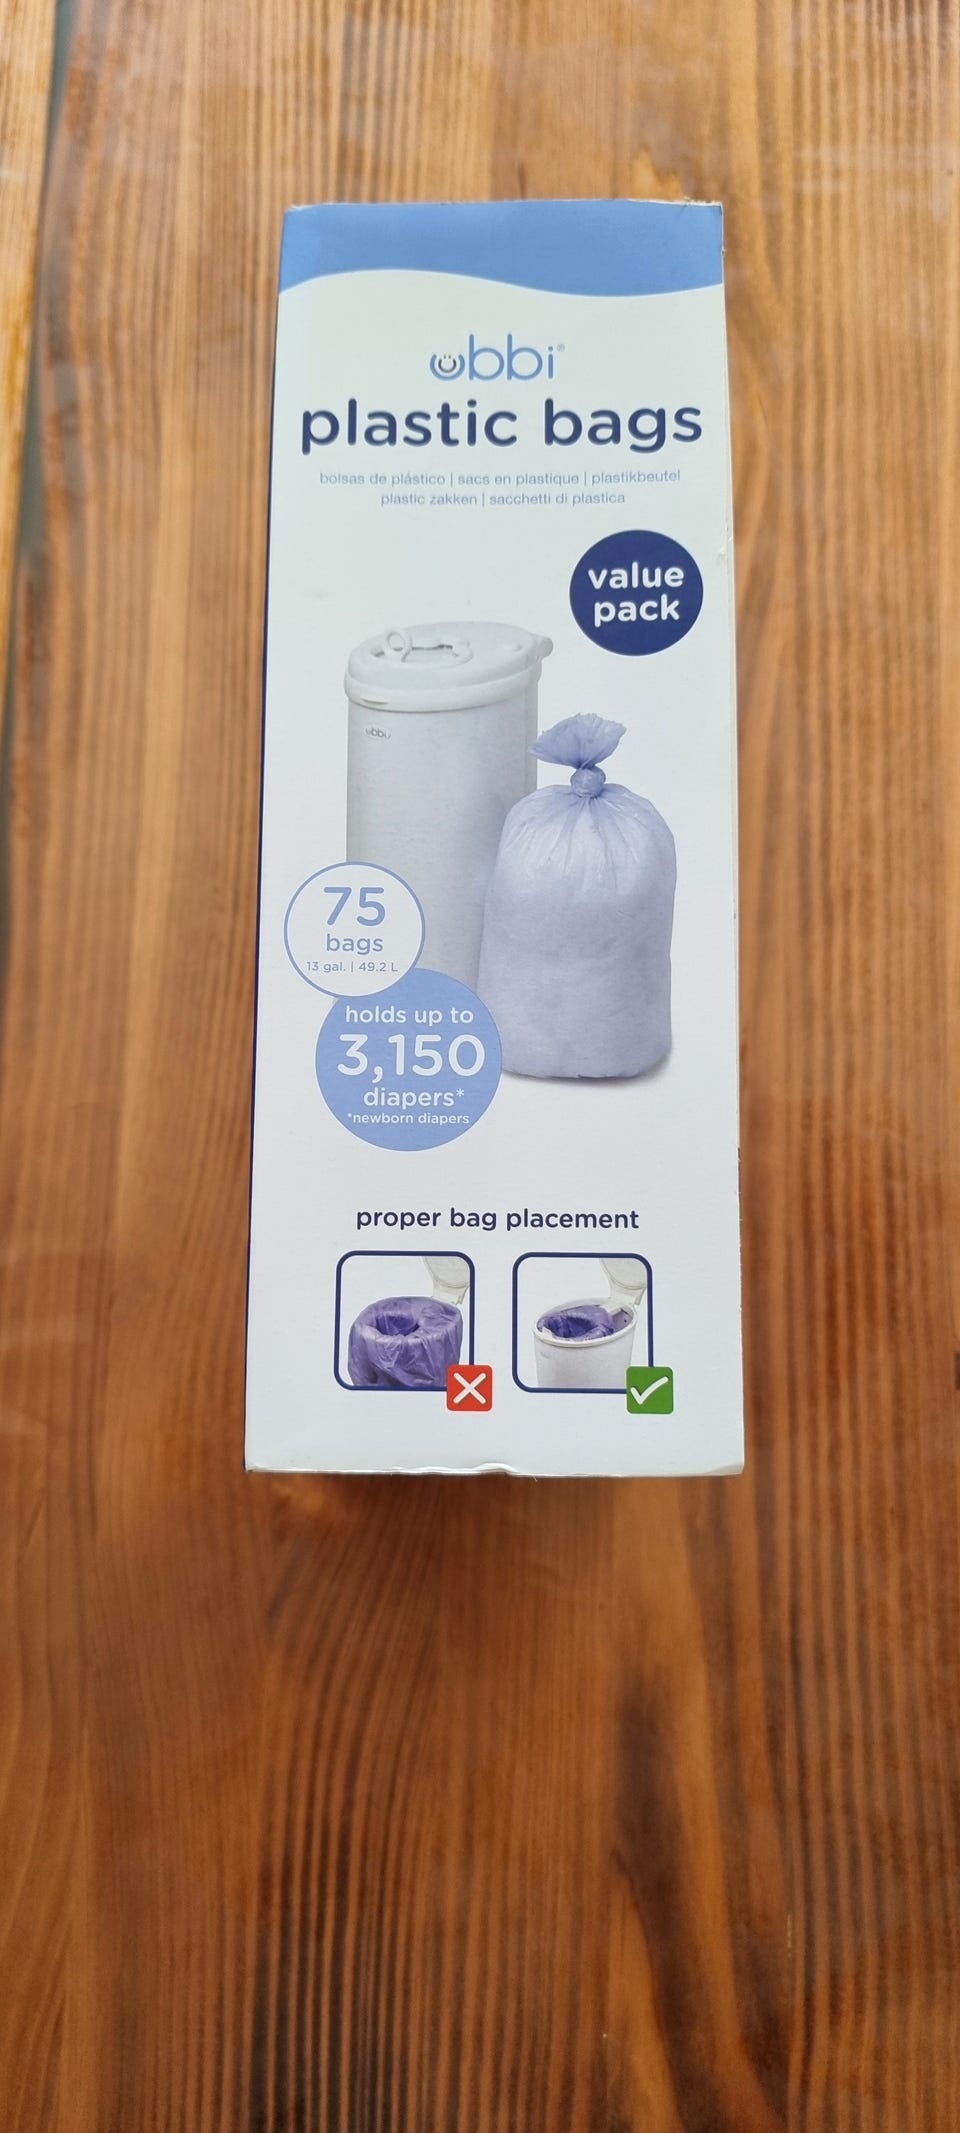 ubbi®
plastic bags
bolsas de plástico | sacs en plastique | plastikbeutel
plastic zakken | sacchetti di plastica
value
pack
ubbi
75
bags
13 gal. | 49.2 L
holds up to
3,150
diapers*
*newborn diapers
proper bag placement